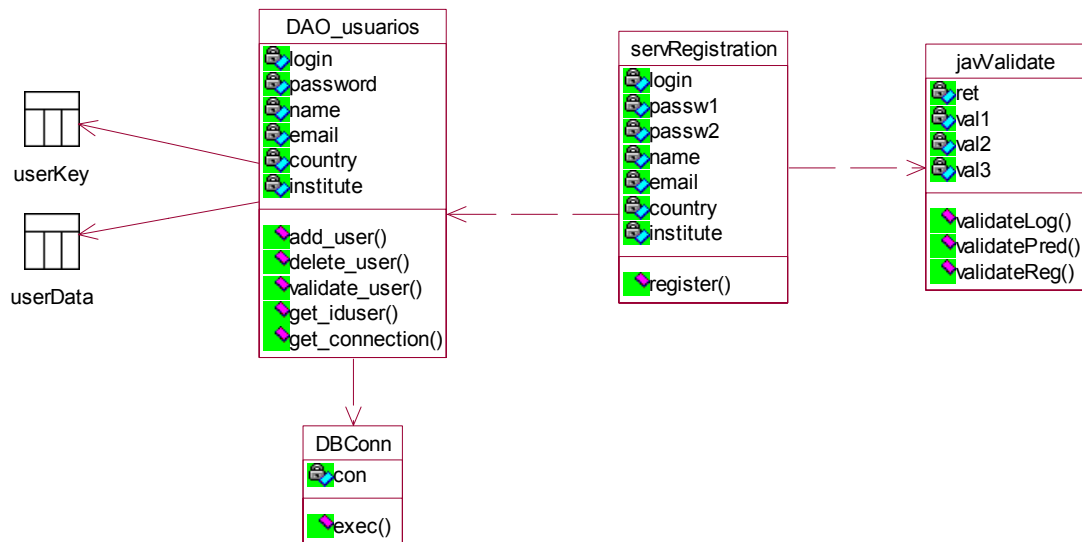 DAO_usuarios
login
password
name
email
country
institute
add_user()
delete_user()
validate_user()
get_iduser()
get_connection()
userKey
userData
servRegistration
login
passw1
passw2
name
email
country
institute
register()
javValidate
ret
val1
val2
val3
validateLog()
validatePred()
validateReg()
DBConn
con
exec()